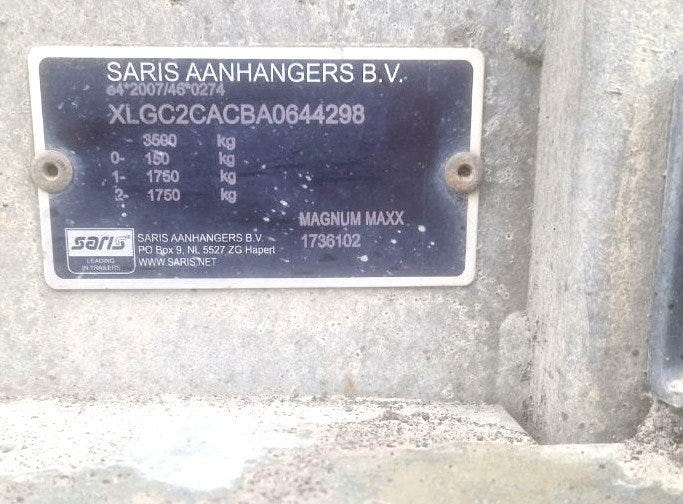 SARIS AANHANGERS B.V.
e4*2007/46*0274
XLGC2CACBA0644298
3500 kg
0- 150 kg
1- 1750 kg
2- 1750 kg
MAGNUM MAXX
1736102
saris
LEADING
IN TRAILERS
SARIS AANHANGERS B.V.
PO Box 9, NL 5527 ZG Hapert
WWW.SARIS.NET